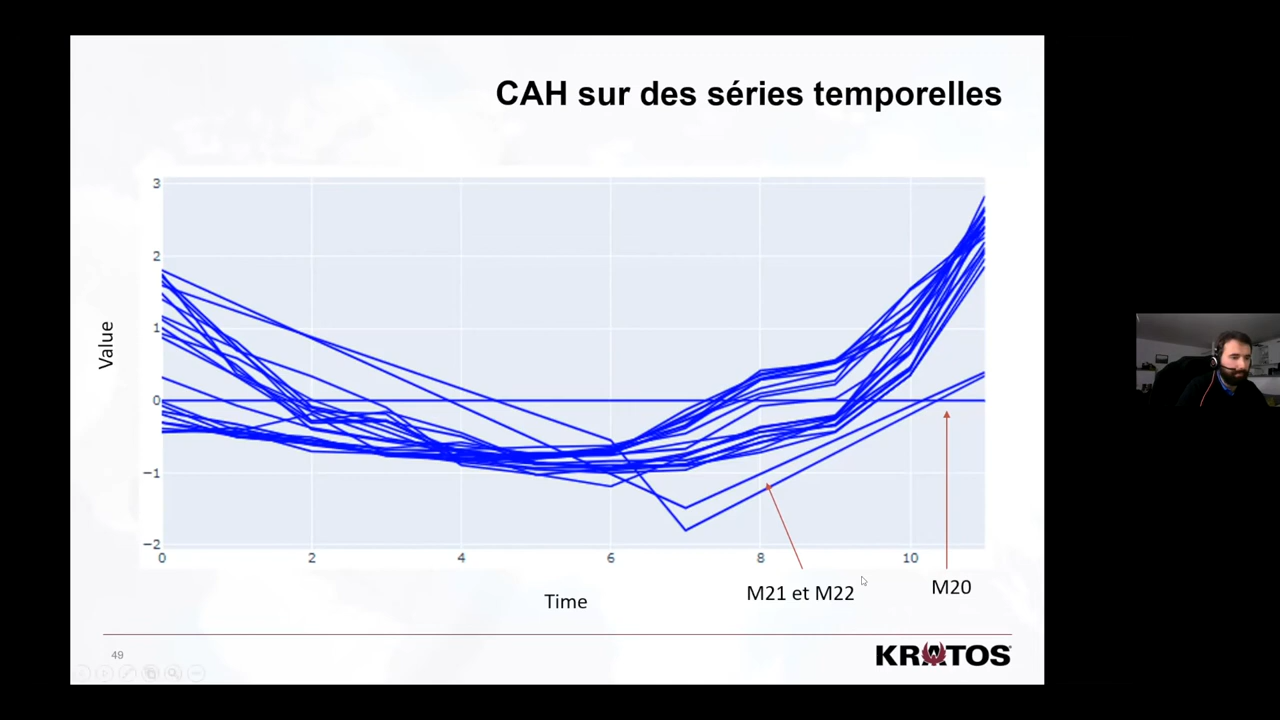 CAH sur des séries temporelles
3
2
1
0
−1
−2
Value
0
2
4
6
8
10
Time
M21 et M22
M20
49
KRATOS